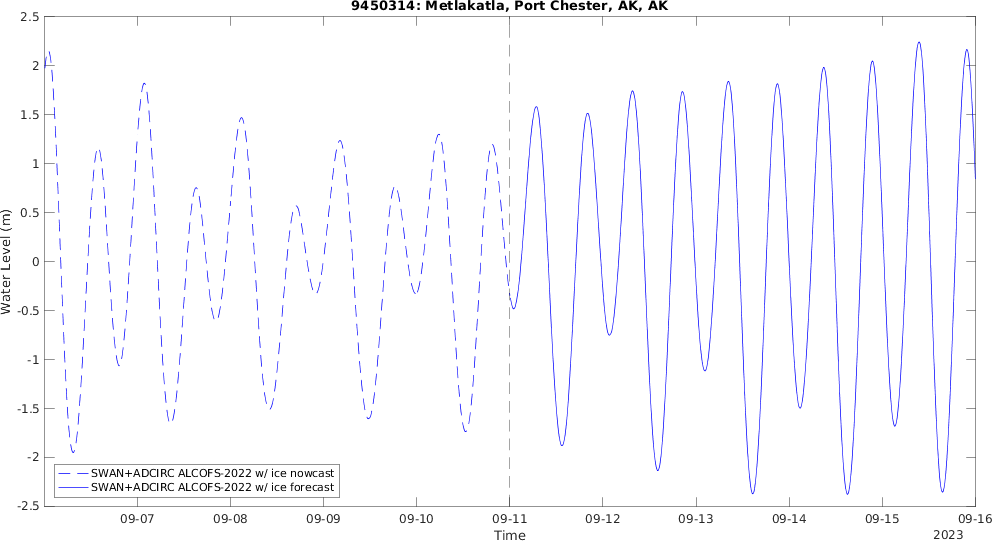 9450314: Metlakatla, Port Chester, AK, AK
2.5
2
1.5
1
0.5
0
-0.5
-1
-1.5
-2
-2.5
Water Level (m)
SWAN+ADCIRC ALCOFS-2022 w/ ice nowcast
SWAN+ADCIRC ALCOFS-2022 w/ ice forecast
09-07 09-08 09-09 09-10 09-11 09-12 09-13 09-14 09-15 09-16
Time
2023